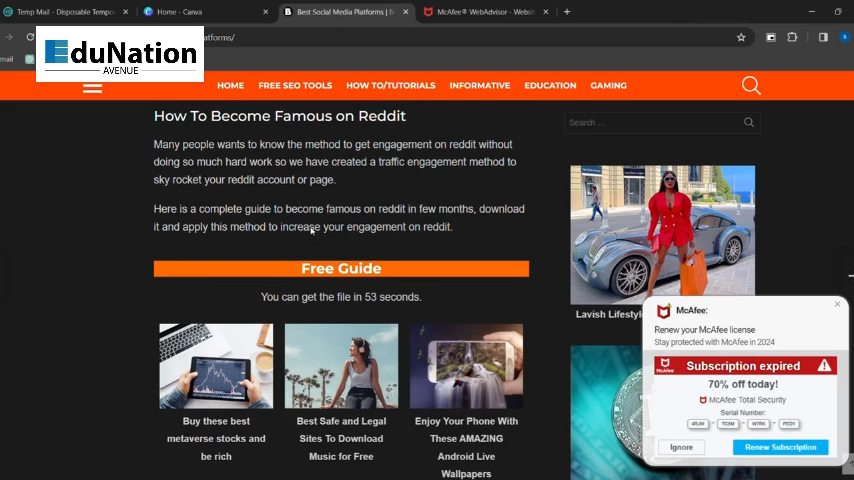 Temp Mail - Disposable Tempo
Home - Canva
Best Social Media Platforms | B
McAfee® WebAdvisor - Websit
atforms/
mail
EduNation
AVENUE
HOME
FREE SEO TOOLS
HOW TO/TUTORIALS
INFORMATIVE
EDUCATION
GAMING
How To Become Famous on Reddit
Many people wants to know the method to get engagement on reddit without
doing so much hard work so we have created a traffic engagement method to
sky rocket your reddit account or page.
Here is a complete guide to become famous on reddit in few months, download
it and apply this method to increase your engagement on reddit.
Free Guide
You can get the file in 53 seconds.
Buy these best
metaverse stocks and
be rich
Best Safe and Legal
Sites To Download
Music for Free
Enjoy Your Phone With
These AMAZING
Android Live
Wallpapers
Search ...
Lavish Lifestyle
McAfee:
Renew your McAfee license
Stay protected with McAfee in 2024
McAfee
Subscription expired
70% off today!
McAfee Total Security
Serial Number:
Ignore
Renew Subscription